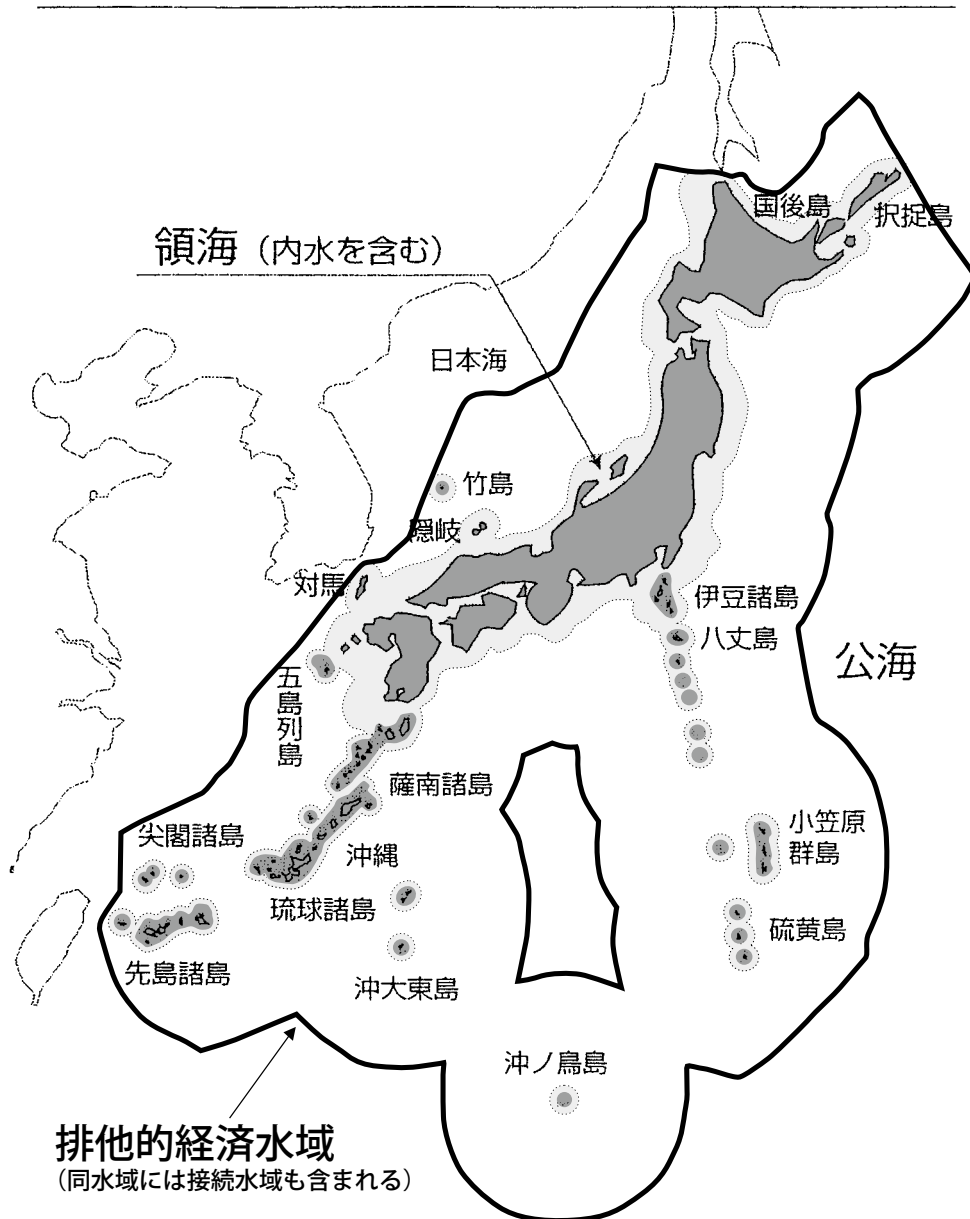 国後島
択捉島
領海（内水を含む）
日本海
竹島
隠岐
対馬
伊豆諸島
八丈島
公海
五島列島
薩南諸島
小笠原
群島
尖閣諸島
沖縄
琉球諸島
硫黄島
先島諸島
沖大東島
沖ノ鳥島
排他的経済水域
（同水域には接続水域も含まれる）